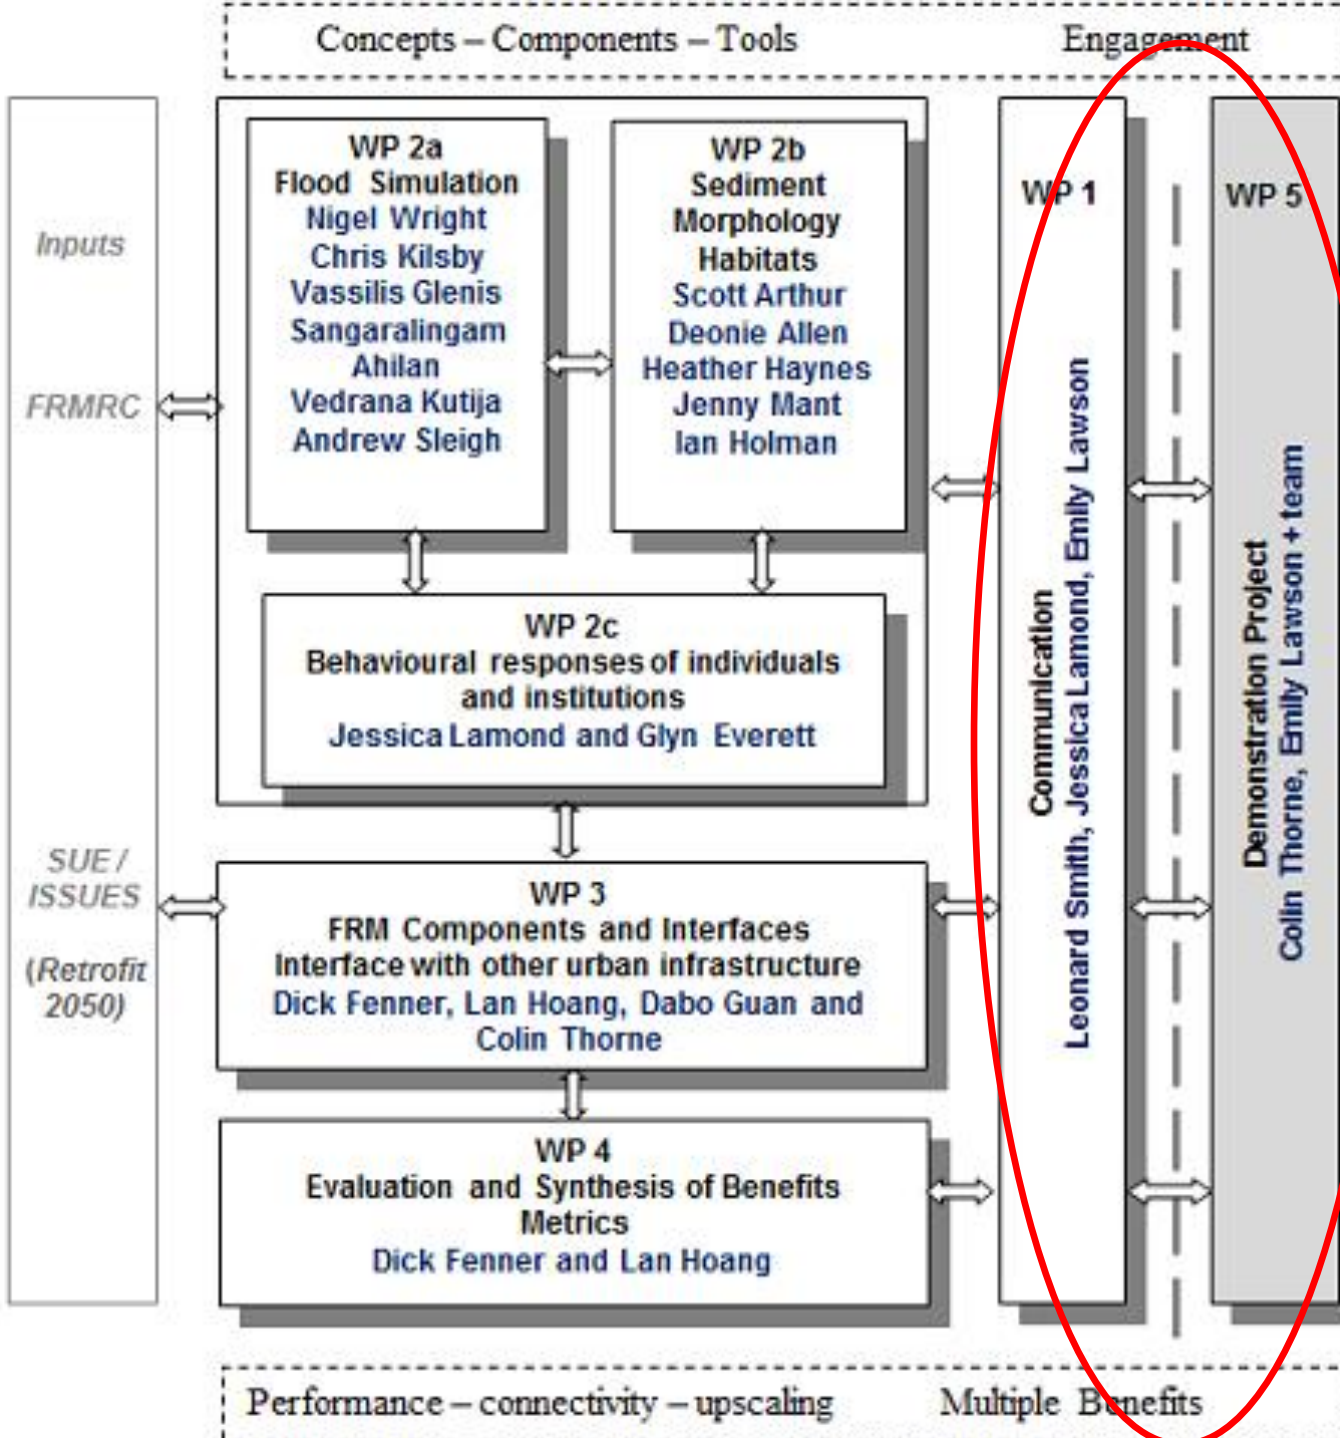 Concepts – Components – Tools
Engagement
Inputs
FRMRC
SUE /
ISSUES
(Retrofit
2050)
WP 2a
Flood Simulation
Nigel Wright
Chris Kilsby
Vassilis Glenis
Sangaralingam
Ahilan
Vedrana Kutija
Andrew Sleigh
WP 2b
Sediment
Morphology
Habitats
Scott Arthur
Deonie Allen
Heather Haynes
Jenny Mant
Ian Holman
WP 2c
Behavioural responses of individuals
and institutions
Jessica Lamond and Glyn Everett
WP 3
FRM Components and Interfaces
Interface with other urban infrastructure
Dick Fenner, Lan Hoang, Dabo Guan and
Colin Thorne
WP 4
Evaluation and Synthesis of Benefits
Metrics
Dick Fenner and Lan Hoang
WP 1
Communication
Leonard Smith, Jessica Lamond, Emily Lawson
WP 5
Demonstration Project
Colin Thorne, Emily Lawson + team
Performance – connectivity – upscaling
Multiple Benefits